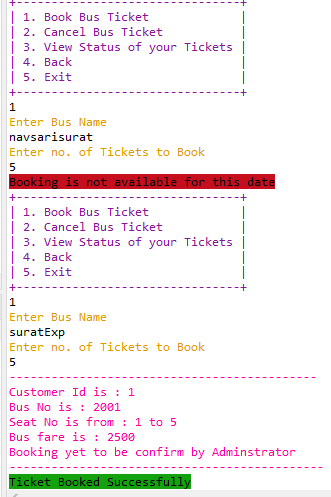 +-------------------------------+
| 1. Book Bus Ticket            |
| 2. Cancel Bus Ticket          |
| 3. View Status of your Tickets |
| 4. Back                       |
| 5. Exit                       |
+-------------------------------+
1
Enter Bus Name
navsarisurat
Enter no. of Tickets to Book
5
Booking is not available for this date
+-------------------------------+
| 1. Book Bus Ticket            |
| 2. Cancel Bus Ticket          |
| 3. View Status of your Tickets |
| 4. Back                       |
| 5. Exit                       |
+-------------------------------+
1
Enter Bus Name
suratExp
Enter no. of Tickets to Book
5
--------------------------------------------
Customer Id is : 1
Bus No is : 2001
Seat No is from : 1 to 5
Bus fare is : 2500
Booking yet to be confirm by Adminstrator
---------------------------------------------
Ticket Booked Successfully